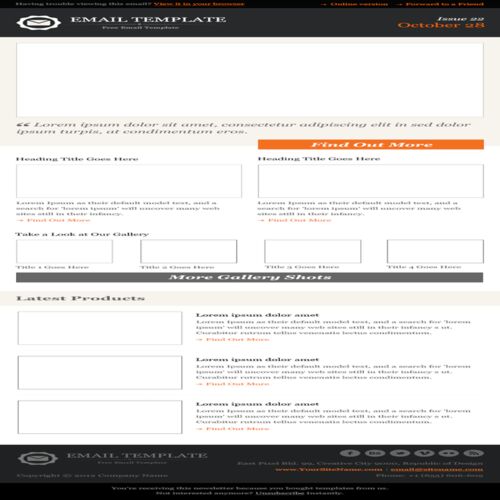 Having trouble viewing this email? View it in your browser
→ Online version → Forward to a Friend
EMAIL TEMPLATE
Free Email Template
Issue 22
October 28
“ Lorem ipsum dolor sit amet, consectetur adipiscing elit in sed dolor
ipsum turpis, at condimentum eros.
Find Out More
Heading Title Goes Here
Lorem Ipsum as their default model text, and a
search for 'lorem ipsum' will uncover many web
sites still in their infancy.
→ Find Out More
Heading Title Goes Here
Lorem Ipsum as their default model text, and a
search for 'lorem ipsum' will uncover many web
sites still in their infancy.
→ Find Out More
Take a Look at Our Gallery
Title 1 Goes Here
Title 2 Goes Here
Title 3 Goes Here
Title 4 Goes Here
More Gallery Shots
Latest Products
Lorem ipsum dolor amet
Lorem Ipsum as their default model text, and a search for 'lorem
ipsum' will uncover many web sites still in their infancy s ut.
Curabitur rutrum tellus venenatis lectus condimentum.
→ Find Out More
Lorem ipsum dolor amet
Lorem Ipsum as their default model text, and a search for 'lorem
ipsum' will uncover many web sites still in their infancy s ut.
Curabitur rutrum tellus venenatis lectus condimentum.
→ Find Out More
Lorem ipsum dolor amet
Lorem Ipsum as their default model text, and a search for 'lorem
ipsum' will uncover many web sites still in their infancy s ut.
Curabitur rutrum tellus venenatis lectus condimentum.
→ Find Out More
EMAIL TEMPLATE
Free Email Template
Copyright © 2012 Company Name
East Pixel Bld. 99, Creative City 9000, Republic of Design
www.YourSiteName.com email@sitename.com
Phone:
You're receiving this newsletter because you bought templates from us.
Not interested anymore? Unsubscribe Instantly.